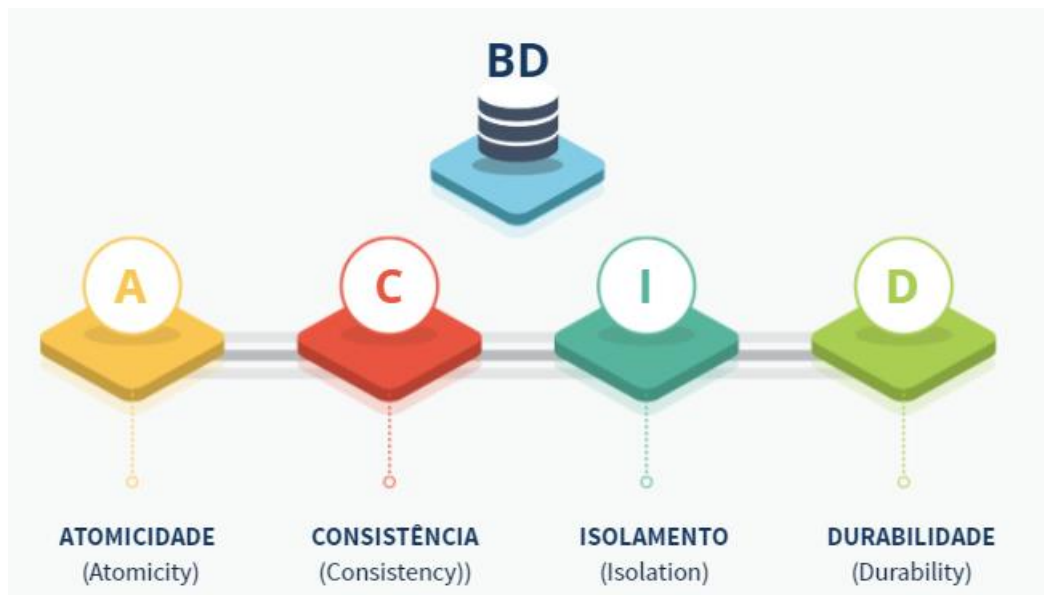 BD
A
C
I
D
ATOMICIDADE
(Atomicity)
CONSISTÊNCIA
(Consistency))
ISOLAMENTO
(Isolation)
DURABILIDADE
(Durability)